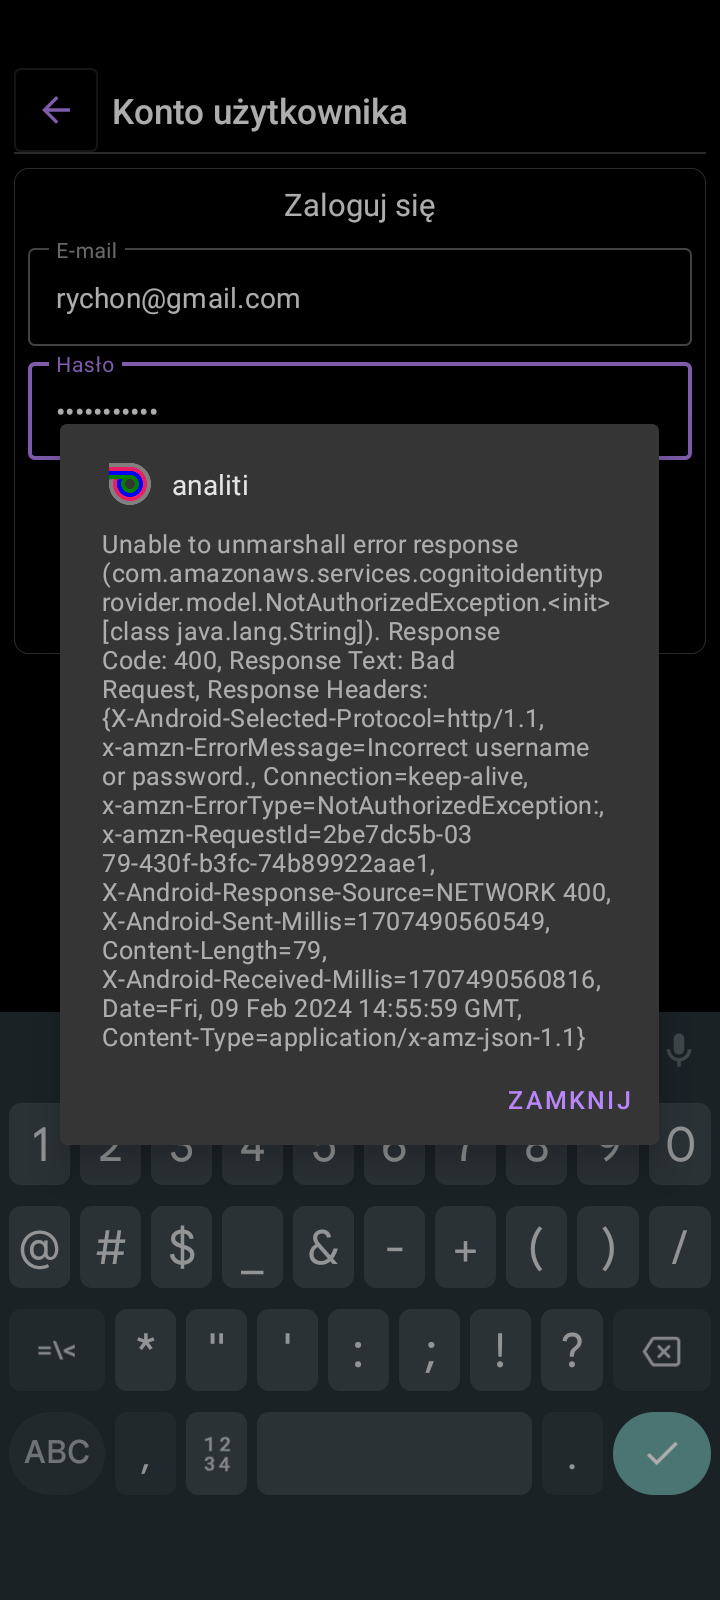 Konto użytkownika
Zaloguj się
E-mail
rychon@gmail.com
Hasło
•••••••••••
analiti
Unable to unmarshall error response
(com.amazonaws.services.cognitoidentityp
rovider.model.NotAuthorizedException.<init>
[class java.lang.String]). Response
Code: 400, Response Text: Bad
Request, Response Headers:
{X-Android-Selected-Protocol=http/1.1,
x-amzn-ErrorMessage=Incorrect username
or password., Connection=keep-alive,
x-amzn-ErrorType=NotAuthorizedException:,
x-amzn-RequestId=2be7dc5b-03
79-430f-b3fc-74b89922aae1,
X-Android-Response-Source=NETWORK 400,
X-Android-Sent-Millis=1707490560549,
Content-Length=79,
X-Android-Received-Millis=1707490560816,
Date=Fri, 09 Feb 2024 14:55:59 GMT,
Content-Type=application/x-amz-json-1.1}
ZAMKNIJ
1 2 3 4 5 6 7 8 9 0
@ # $ _ & - + ( ) /
=\< * " ' : ; ! ?
ABC , 12 34 .